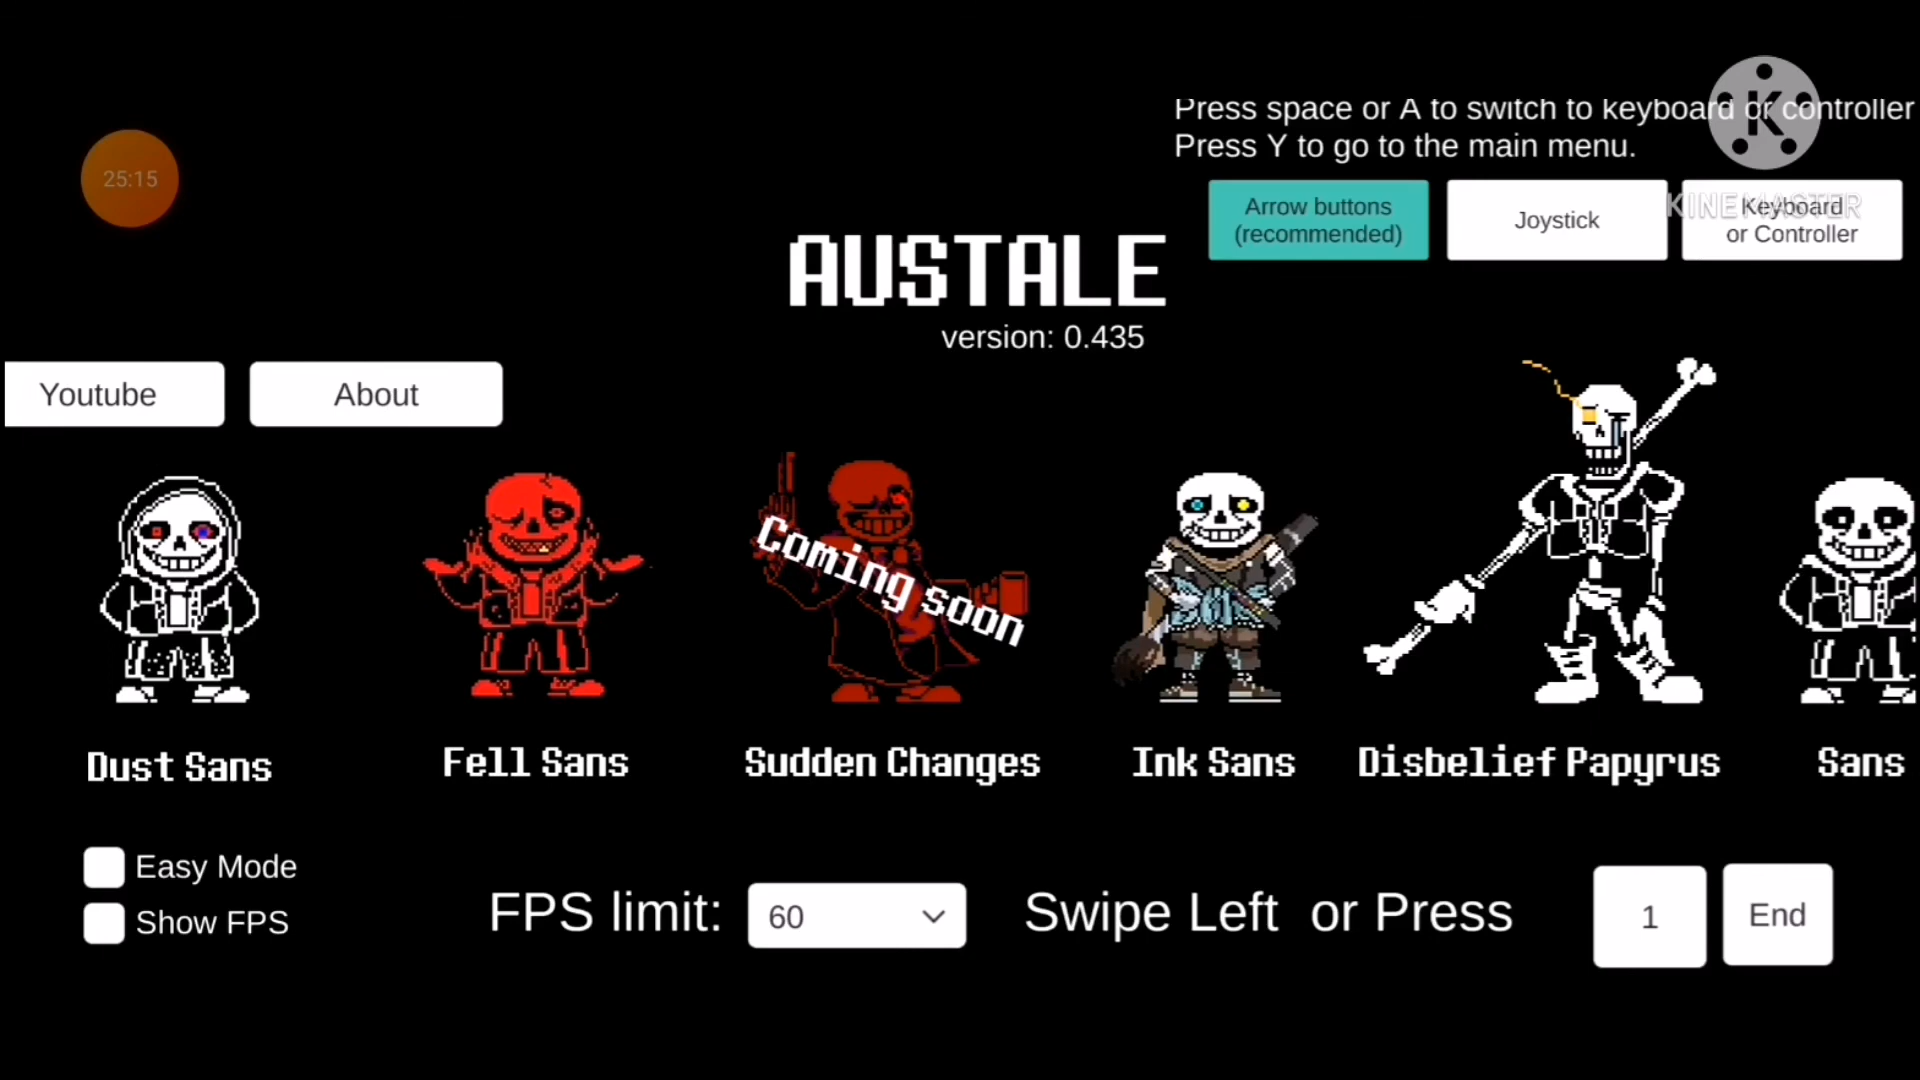 Press space or A to switch to keyboard or controller
Press Y to go to the main menu.
K
25:15
KINEMASTER
Arrow buttons
(recommended)
Joystick
Keyboard
or Controller
AUSTALE
version: 0.435
Youtube
About
Coming soon
Dust Sans
Fell Sans
Sudden Changes
Ink Sans
Disbelief Papyrus
Sans
Easy Mode
Show FPS
FPS limit:
60
Swipe Left or Press
1
End